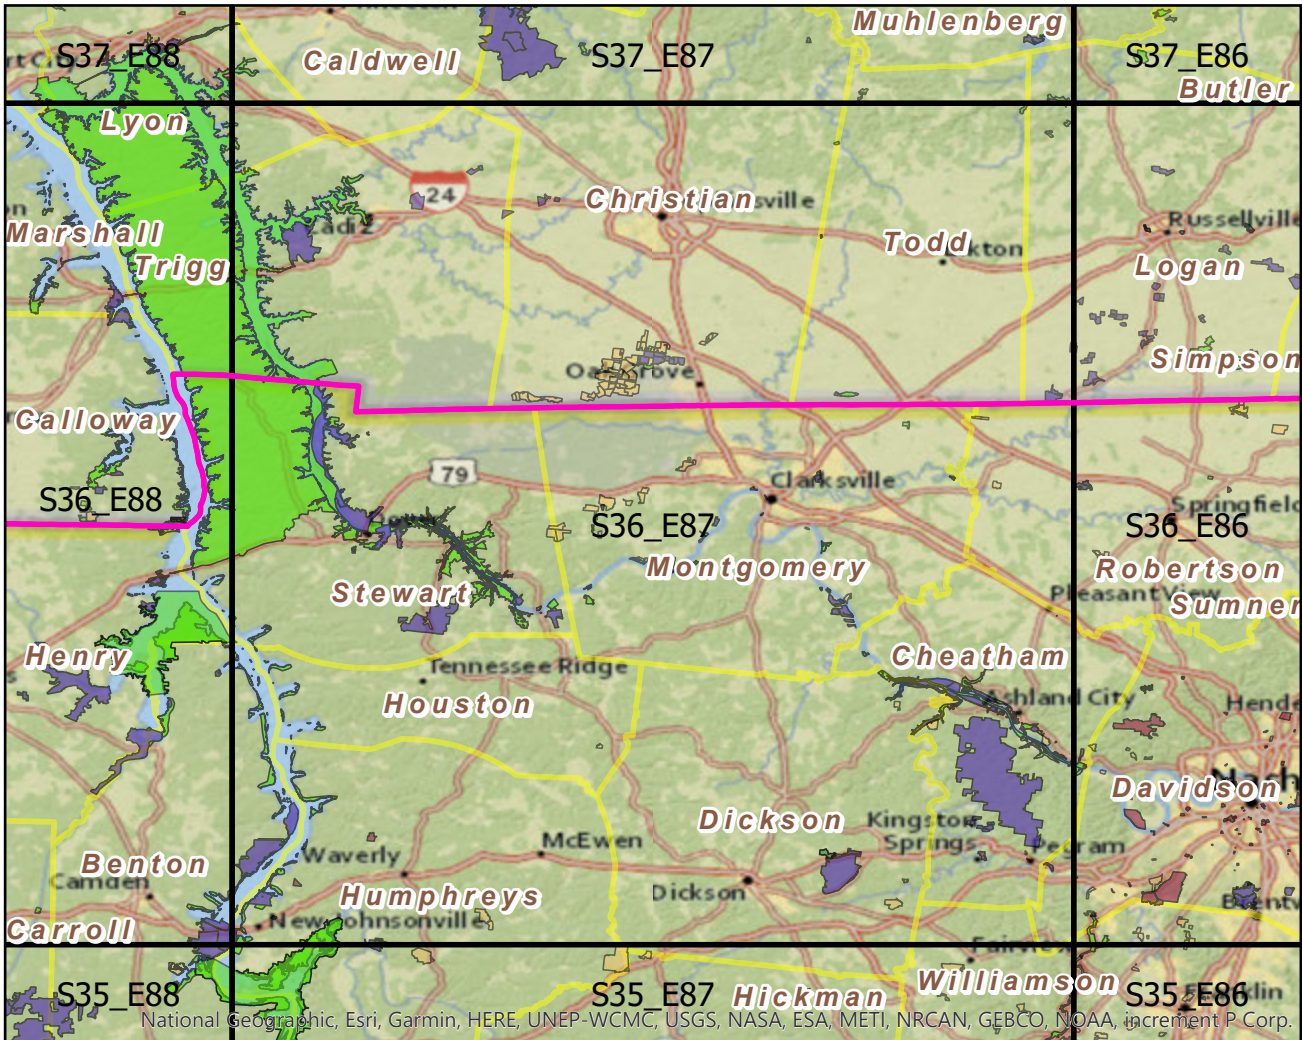 Muhlenberg
S37_E88
Caldwell
S37_E87
S37_E86
Butler
Lyon
24
Christian
Marshall
Todd
Russellville
Trigg
Logan
Simpson
Calloway
79
Clarksville
S36_E88
S36_E87
S36_E86
Springfield
Montgomery
Robertson
Stewart
Pleasant View
Sumner
Henry
Cheatham
Tennessee Ridge
Ashland City
Houston
Davidson
Dickson
Kingston
Springs
McEwen
Waverly
Pegram
Benton
Camden
Dickson
Humphreys
New Johnsonville
Carroll
Williamson
S35_E88
S35_E87
Hickman
S35_E86
National Geographic, Esri, Garmin, HERE, UNEP-WCMC, USGS, NASA, ESA, METI, NRCAN, GEBCO, NOAA, increment P Corp.